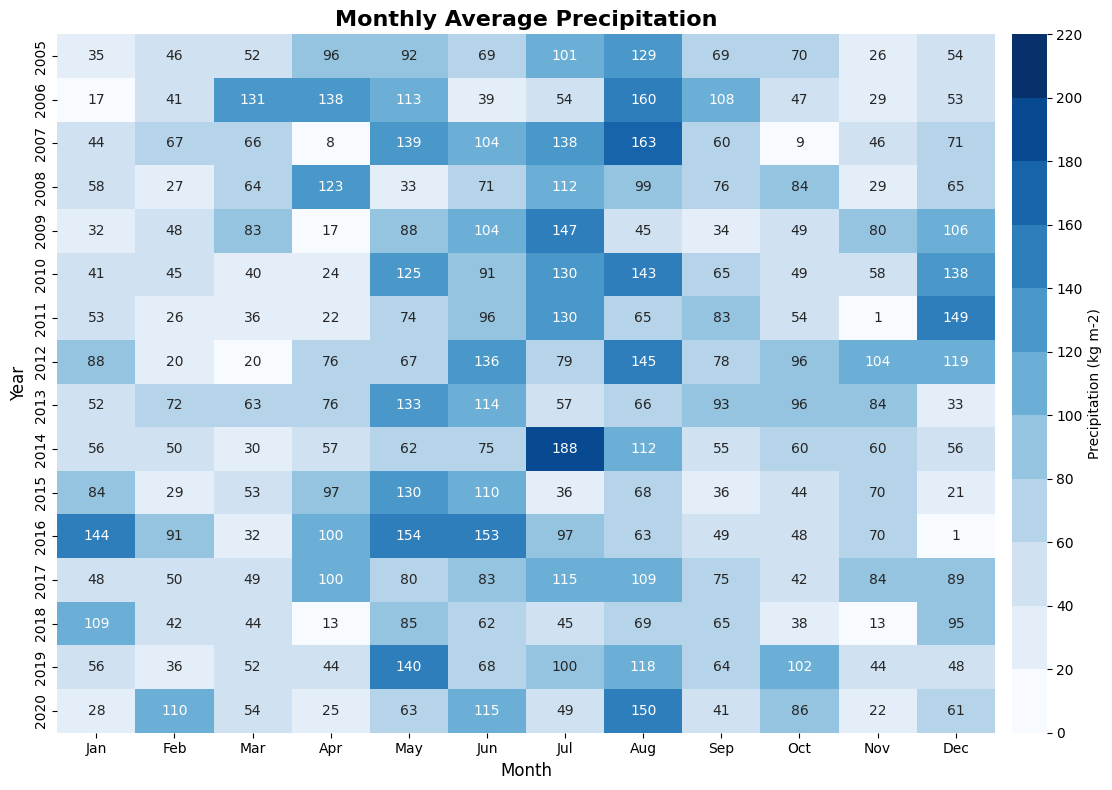 Monthly Average Precipitation
2005 35 46 52 96 92 69 101 129 69 70 26 54
2006 17 41 131 138 113 39 54 160 108 47 29 53
2007 44 67 66 8 139 104 138 163 60 9 46 71
2008 58 27 64 123 33 71 112 99 76 84 29 65
2009 32 48 83 17 88 104 147 45 34 49 80 106
2010 41 45 40 24 125 91 130 143 65 49 58 138
2011 53 26 36 22 74 96 130 65 83 54 1 149
2012 88 20 20 76 67 136 79 145 78 96 104 119
2013 52 72 63 76 133 114 57 66 93 96 84 33
2014 56 50 30 57 62 75 188 112 55 60 60 56
2015 84 29 53 97 130 110 36 68 36 44 70 21
2016 144 91 32 100 154 153 97 63 49 48 70 1
2017 48 50 49 100 80 83 115 109 75 42 84 89
2018 109 42 44 13 85 62 45 69 65 38 13 95
2019 56 36 52 44 140 68 100 118 64 102 44 48
2020 28 110 54 25 63 115 49 150 41 86 22 61
Jan Feb Mar Apr May Jun Jul Aug Sep Oct Nov Dec
Month
Year
220
200
180
160
140
120
100
80
60
40
20
0
Precipitation (kg m-2)